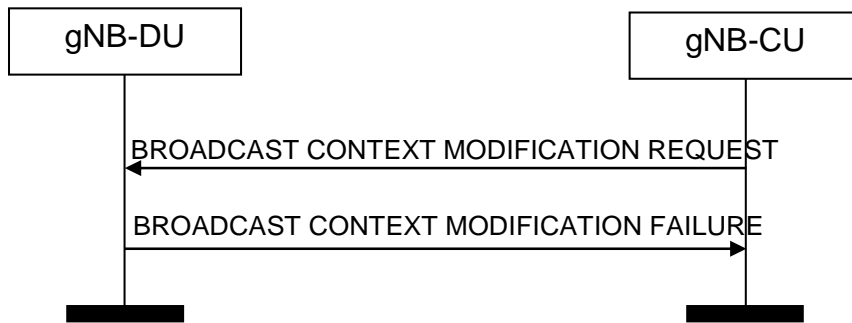 gNB-DU
gNB-CU
BROADCAST CONTEXT MODIFICATION REQUEST
BROADCAST CONTEXT MODIFICATION FAILURE